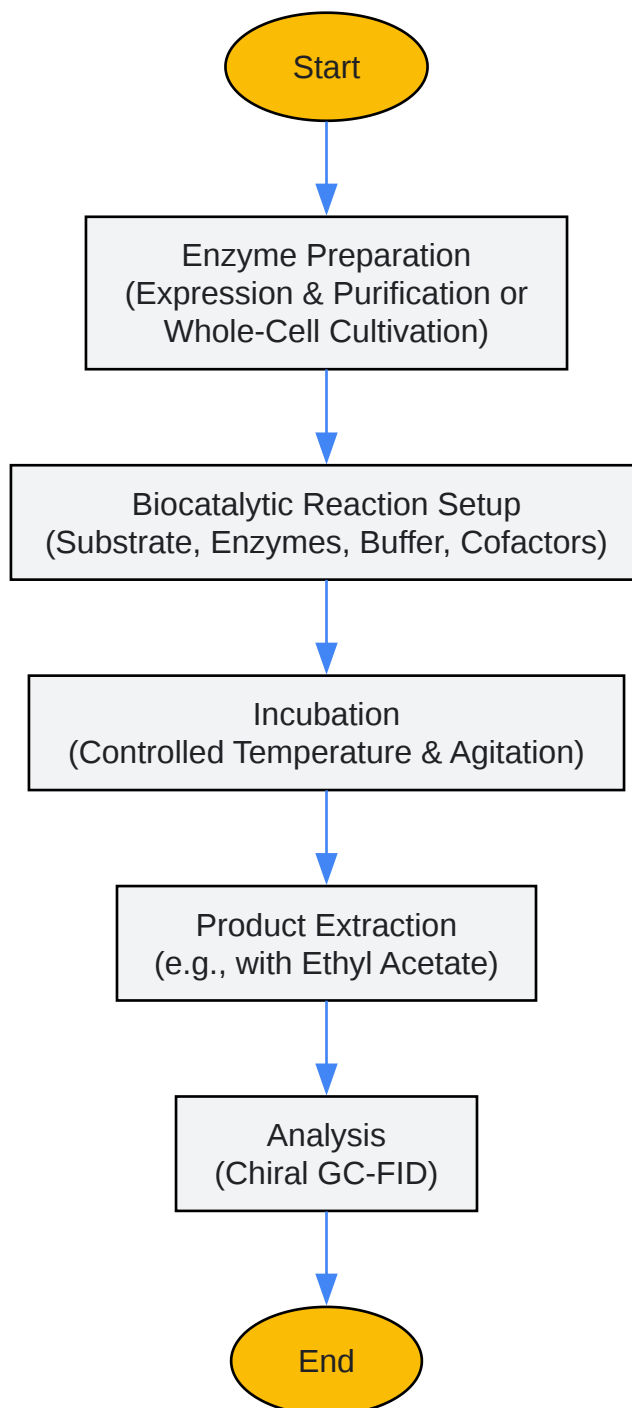 Start
Enzyme Preparation
(Expression & Purification or
Whole-Cell Cultivation)
Biocatalytic Reaction Setup
(Substrate, Enzymes, Buffer, Cofactors)
Incubation
(Controlled Temperature & Agitation)
Product Extraction
(e.g., with Ethyl Acetate)
Analysis
(Chiral GC-FID)
End